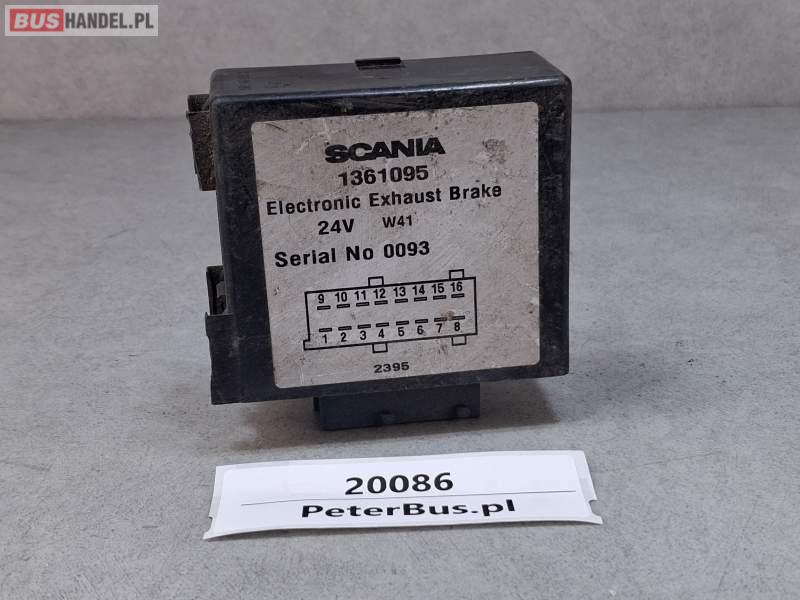 BUSHANDEL.PL
SCANIA
1361095
Electronic Exhaust Brake
24V W41
Serial No 0093
9 10 11 12 13 14 15 16
1 2 3 4 5 6 7 8
2395
20086
PeterBus.pl